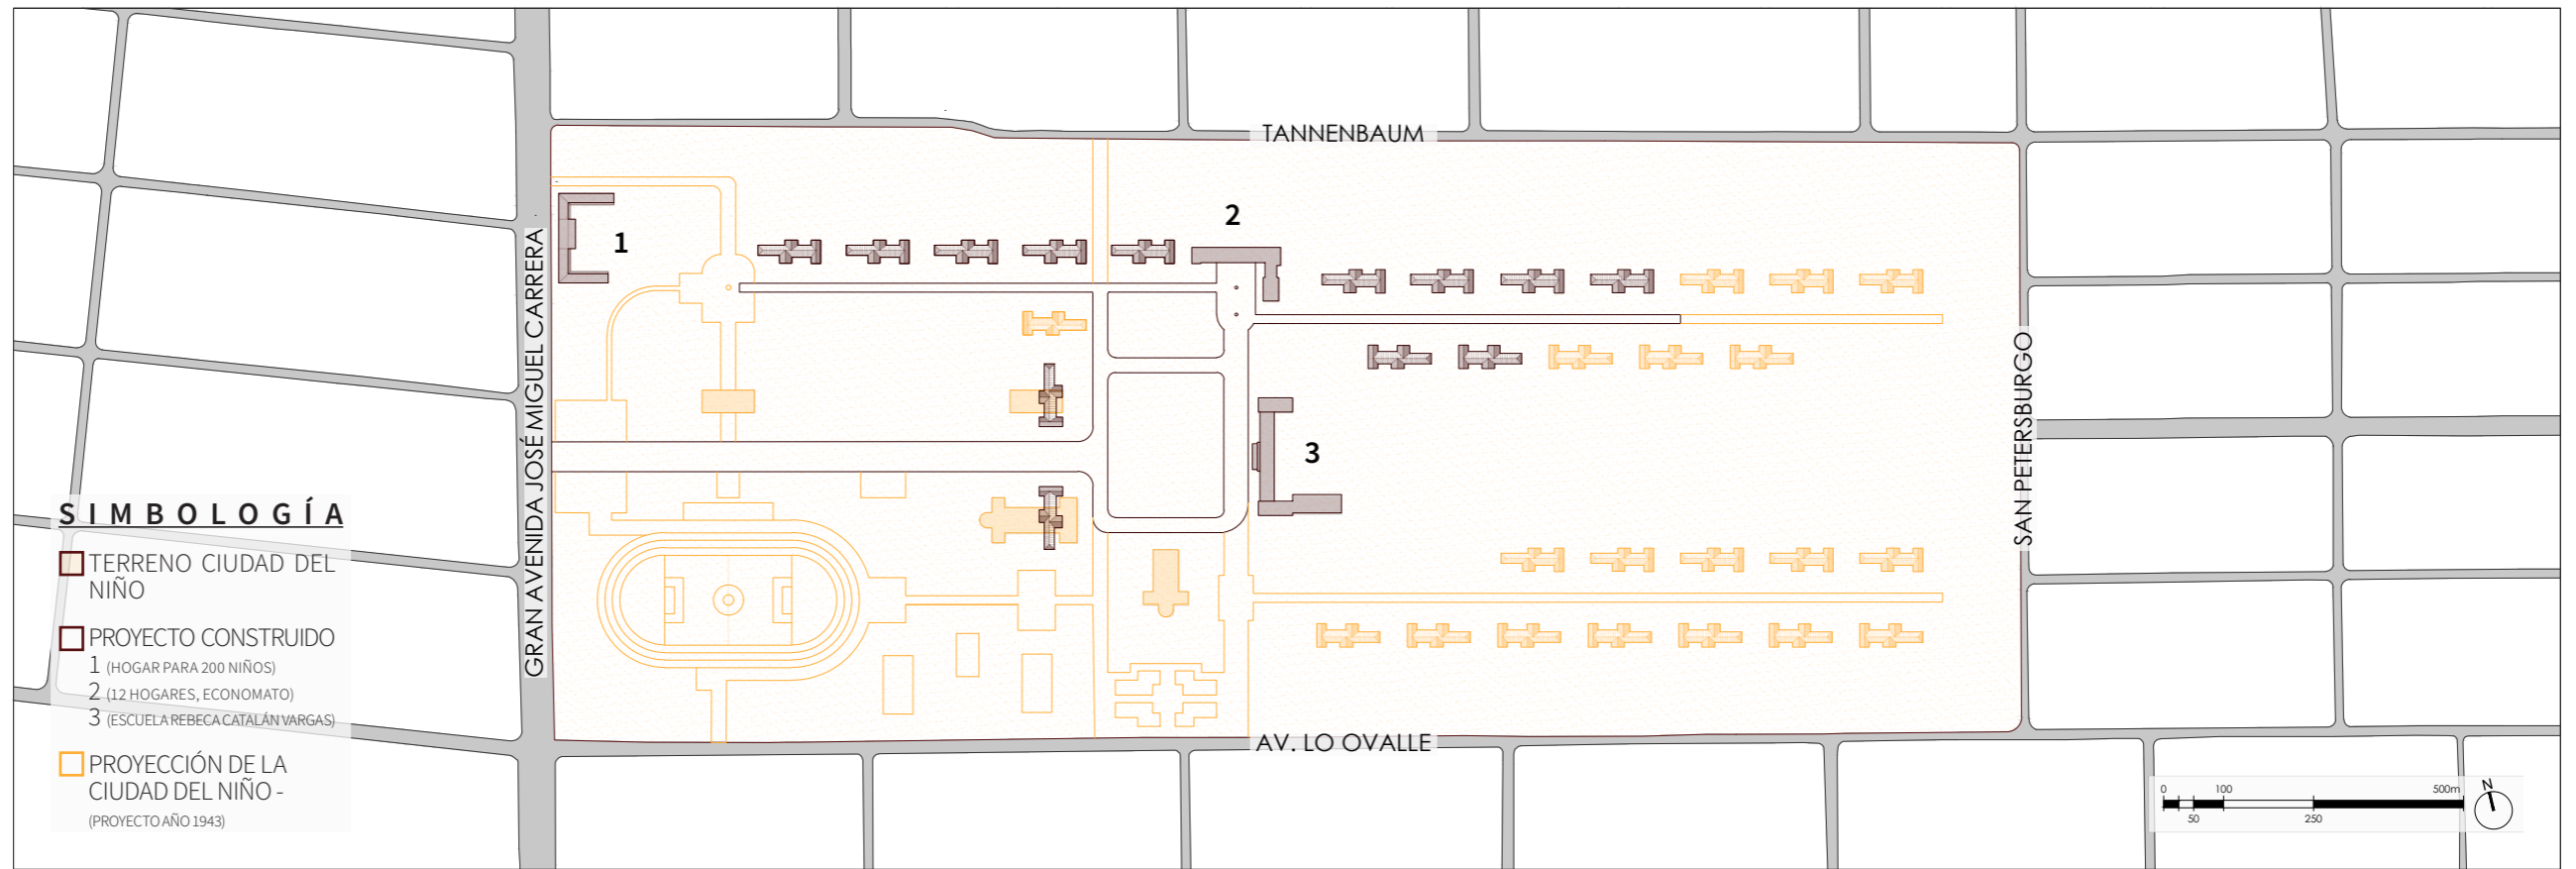 TANNENBAUM
2
1
GRAN AVENIDA JOSÉ MIGUEL CARRERA
SAN PETERSBURGO
3
SIMBOLOGÍA
TERRENO CIUDAD DEL
NIÑO
PROYECTO CONSTRUIDO
1 (HOGAR PARA 200 NIÑOS)
2 (12 HOGARES, ECONOMATO)
3 (ESCUELA REBECA CATALÁN VARGAS)
PROYECCIÓN DE LA
CIUDAD DEL NIÑO -
(PROYECTO AÑO 1943)
AV. LO OVALLE
0 100 500m
50 250
N